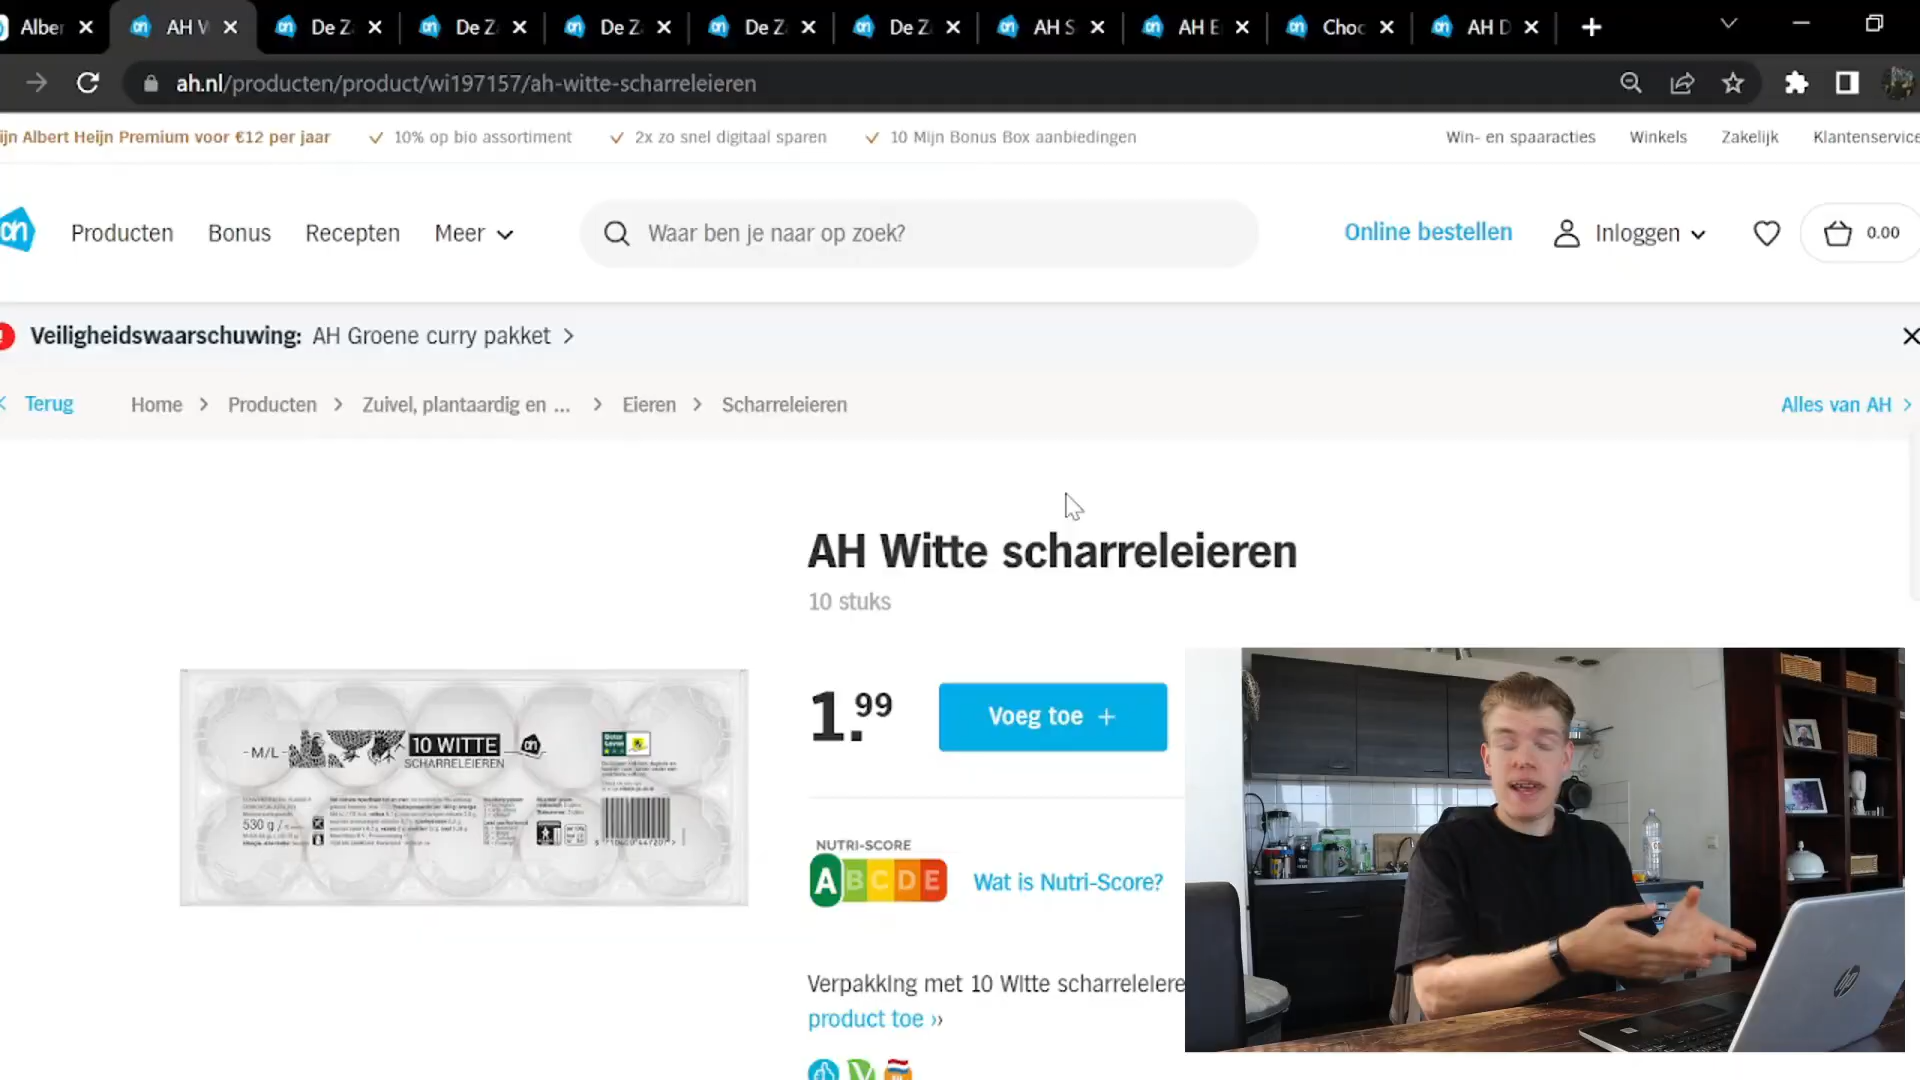 Alber
AH V
De Z
De Z
De Z
De Z
De Z
AH S
AH E
Choc
AH D
ah.nl/producten/product/wi197157/ah-witte-scharreleieren
ijn Albert Heijn Premium voor €12 per jaar
10% op bio assortiment
2x zo snel digitaal sparen
10 Mijn Bonus Box aanbiedingen
Win- en spaaracties
Winkels
Zakelijk
Klantenservice
Producten
Bonus
Recepten
Meer
Waar ben je naar op zoek?
Online bestellen
Inloggen
0.00
Veiligheidswaarschuwing: AH Groene curry pakket >
< Terug
Home > Producten > Zuivel, plantaardig en ... > Eieren > Scharreleieren
Alles van AH >
AH Witte scharreleieren
10 stuks
1.99
Voeg toe +
-M/L-
10 WITTE
SCHARRELEIEREN
530 g /
NUTRI-SCORE
A B C D E
Wat is Nutri-Score?
Verpakking met 10 Witte scharreleiere
product toe ››
hp